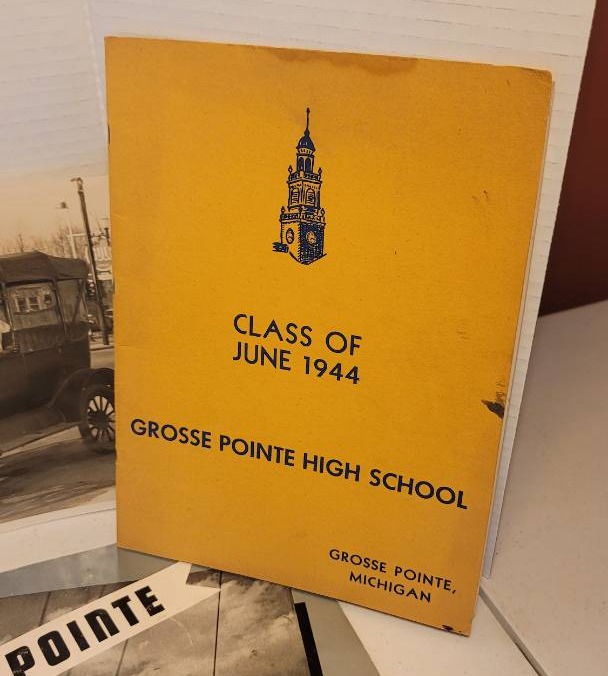 CLASS OF
JUNE 1944
GROSSE POINTE HIGH SCHOOL
GROSSE POINTE,
MICHIGAN
POINTE